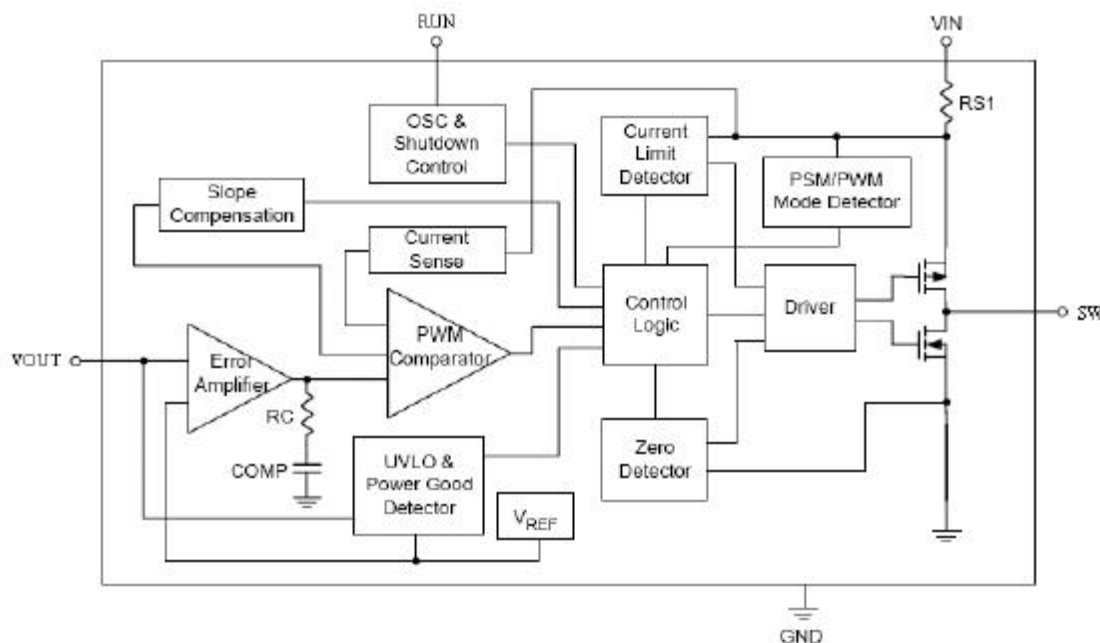 RUN
VIN
RS1
OSC &
Shutdown
Control
Current
Limit
Detector
PSM/PWM
Mode Detector
Slope
Compensation
Current
Sense
Control
Logic
Driver
SW
PWM
Comparator
VOUT
Error
Amplifier
RC
COMP
UVLO &
Power Good
Detector
VREF
Zero
Detector
GND